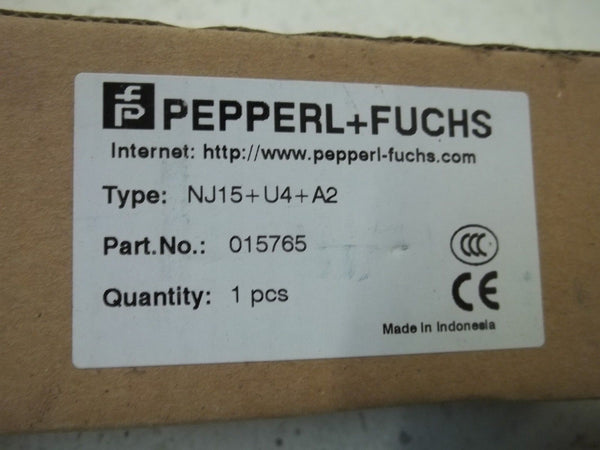 PEPPERL+FUCHS
Internet: http://www.pepperl-fuchs.com
Type: NJ15+U4+A2
Part.No.: 015765
CCC
Quantity: 1 pcs
CE
Made in Indonesia